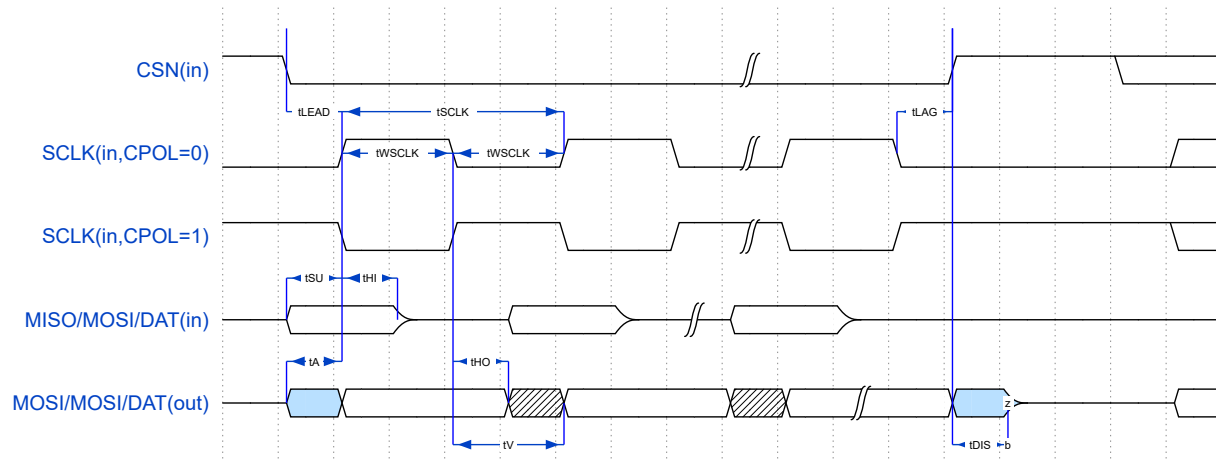 CSN(in)
tLEAD
tSCLK
tLAG
SCLK(in,CPOL=0)
tWSCLK
tWSCLK
SCLK(in,CPOL=1)
tSU
tHI
MISO/MOSI/DAT(in)
tA
tHO
MOSI/MOSI/DAT(out)
z
tV
tDIS
b